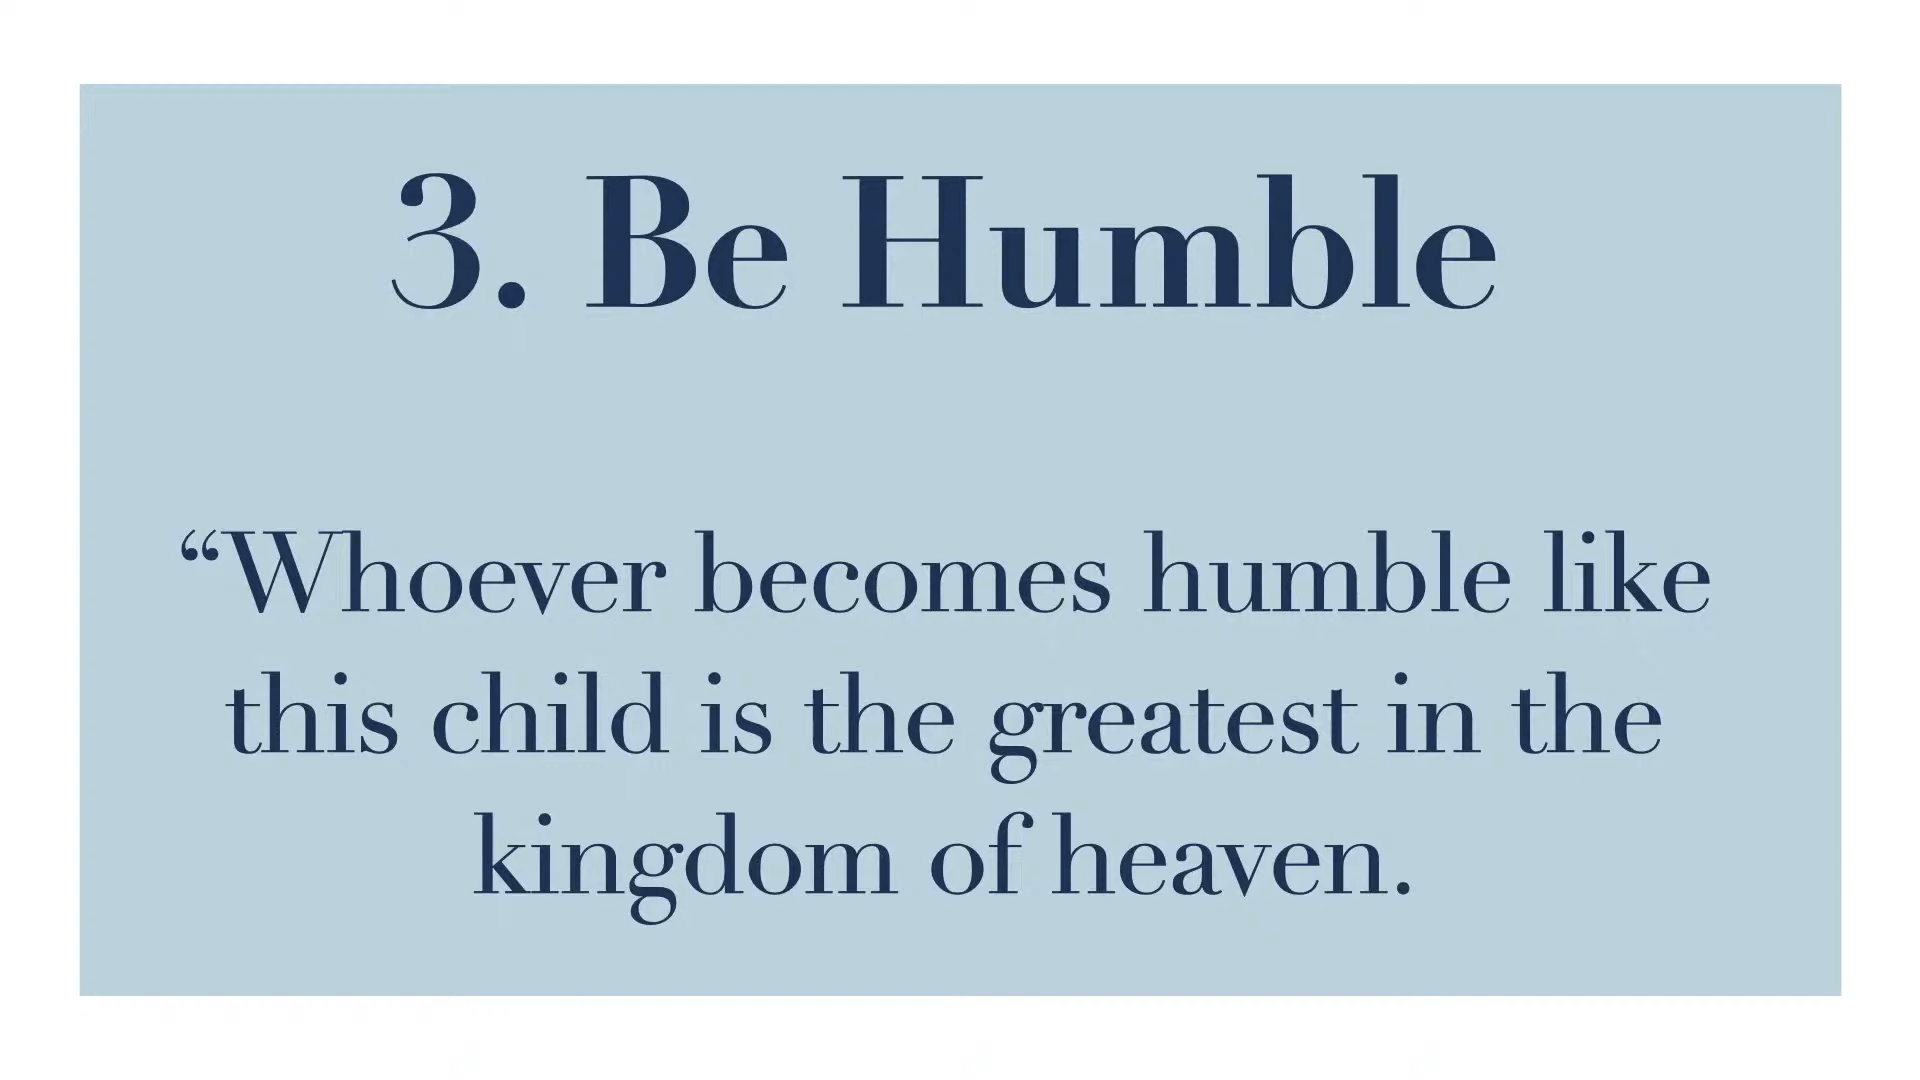 3. Be Humble
“Whoever becomes humble like
this child is the greatest in the
kingdom of heaven.